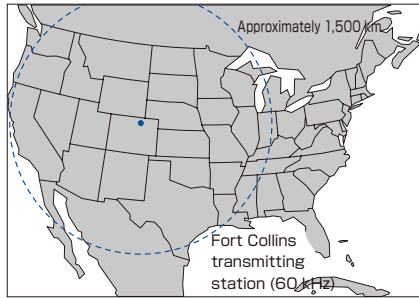 Approximately 1,500 km
Fort Collins
transmitting
station (60 kHz)